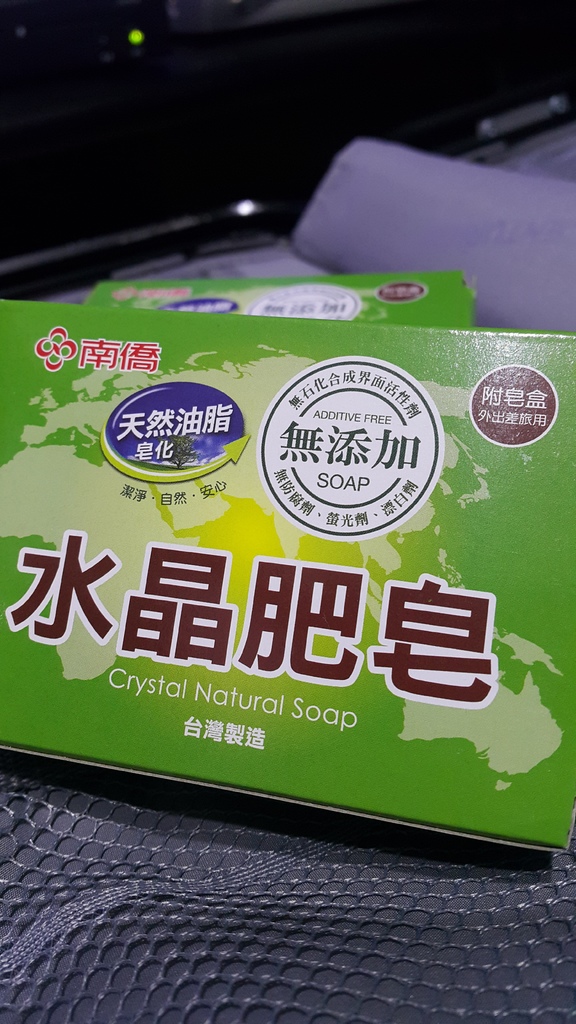 南僑
天然油脂
皂化
潔淨·自然·安心
無石化合成界面活性劑
ADDITIVE FREE
無添加
SOAP
無防腐劑、螢光劑、漂白劑
附皂盒
外出差旅用
水晶肥皂
Crystal Natural Soap
台灣製造
無添加